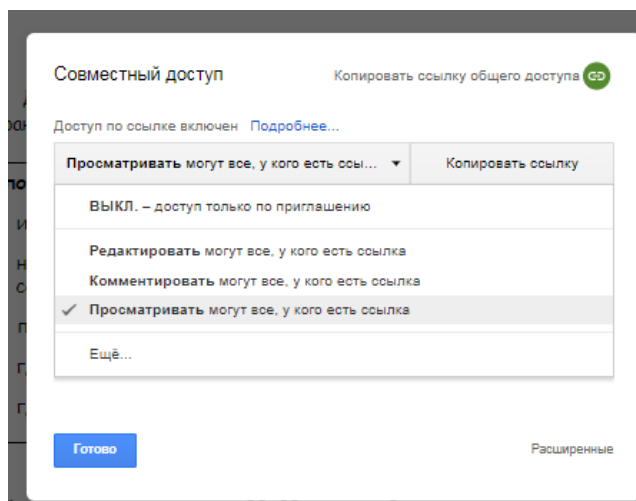 Совместный доступ
Копировать ссылку общего доступа
Доступ по ссылке включен Подробнее...
Просматривать могут все, у кого есть ссы...
Копировать ссылку
ВЫКЛ. – доступ только по приглашению
Редактировать могут все, у кого есть ссылка
Комментировать могут все, у кого есть ссылка
Просматривать могут все, у кого есть ссылка
Ещё...
Готово
Расширенные